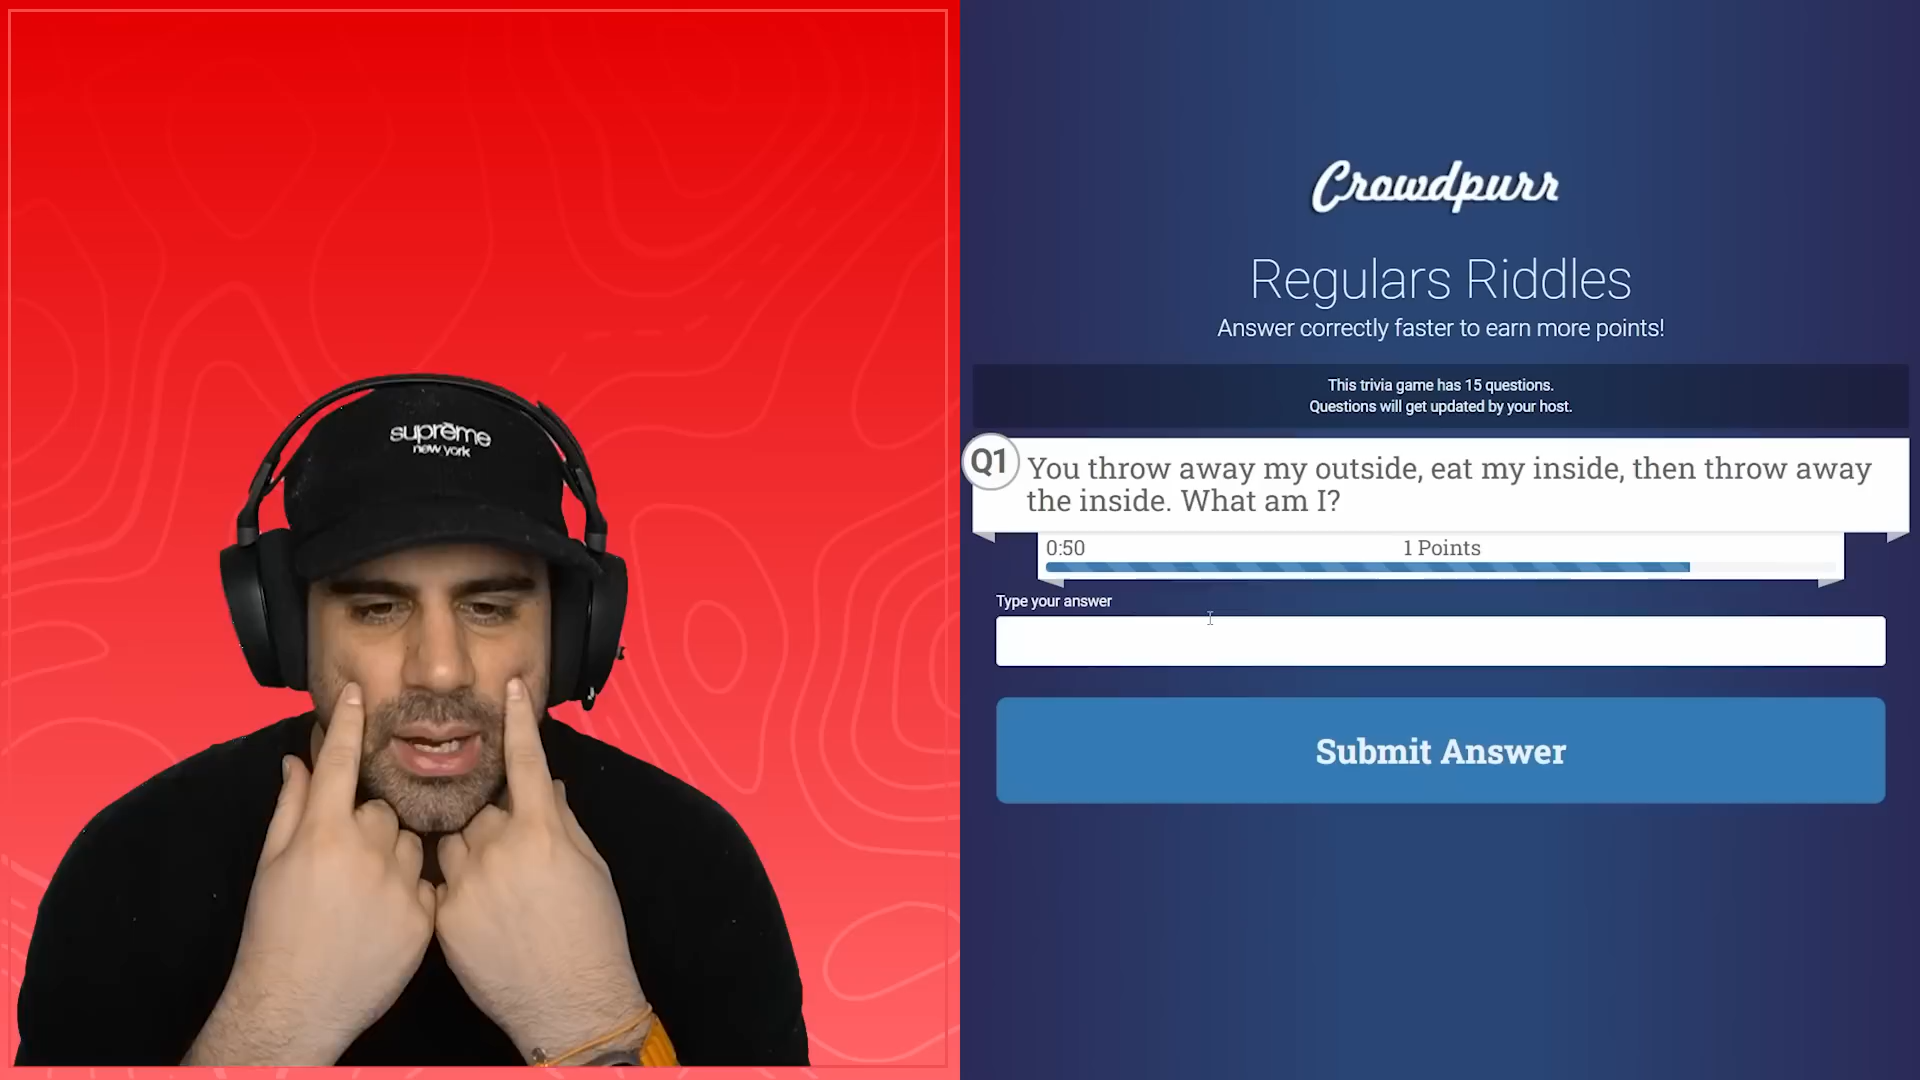 suprēme
new york
Crowdpurr
Regulars Riddles
Answer correctly faster to earn more points!
This trivia game has 15 questions.
Questions will get updated by your host.
Q1
You throw away my outside, eat my inside, then throw away
the inside. What am I?
0:50
1 Points
Type your answer
Submit Answer